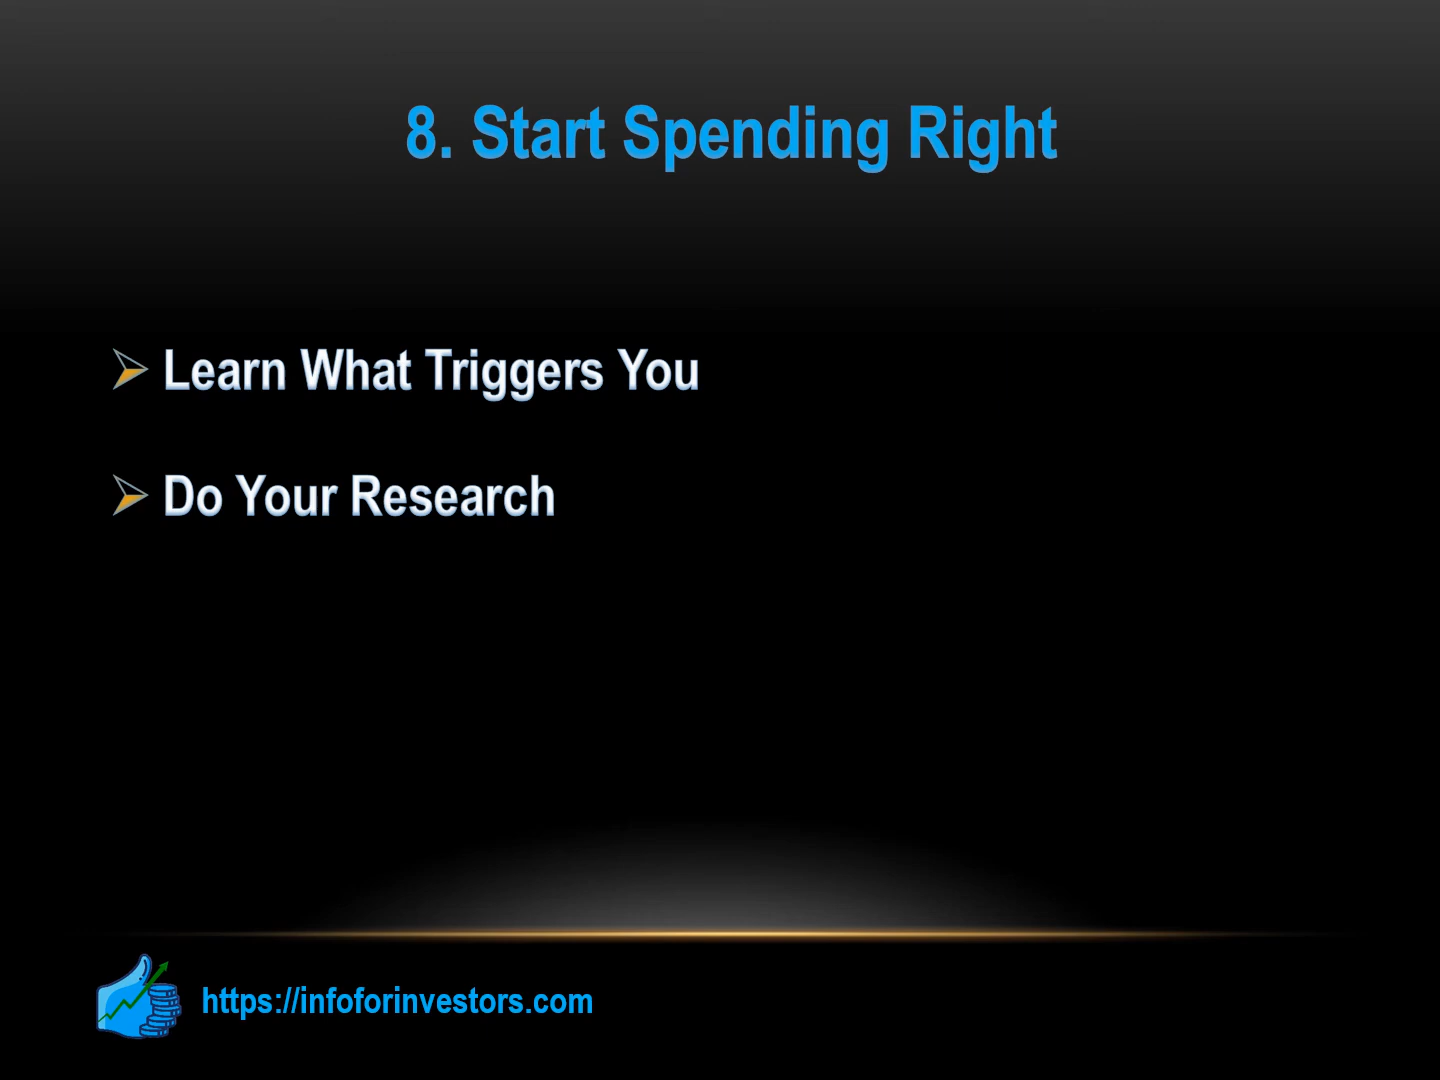 8. Start Spending Right
Learn What Triggers You
Do Your Research
https://infoforinvestors.com